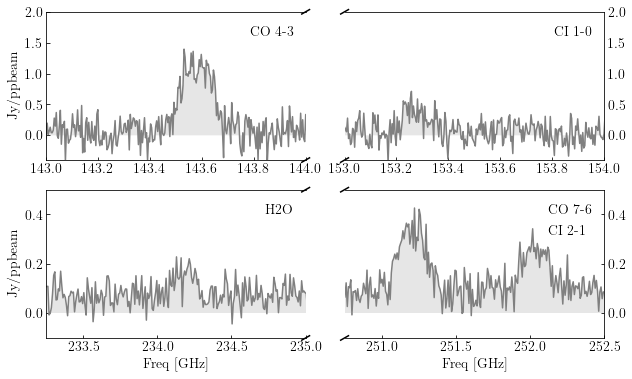 2.0
1.5
1.0
0.5
0.0
Jy/ppbeam
CO 4-3
143.0 143.2 143.4 143.6 143.8 144.0
CI 1-0
2.0
1.5
1.0
0.5
0.0
153.0 153.2 153.4 153.6 153.8 154.0
0.4
0.2
0.0
Jy/ppbeam
H2O
233.5 234.0 234.5 235.0
Freq [GHz]
CO 7-6
CI 2-1
0.4
0.2
0.0
251.0 251.5 252.0 252.5
Freq [GHz]